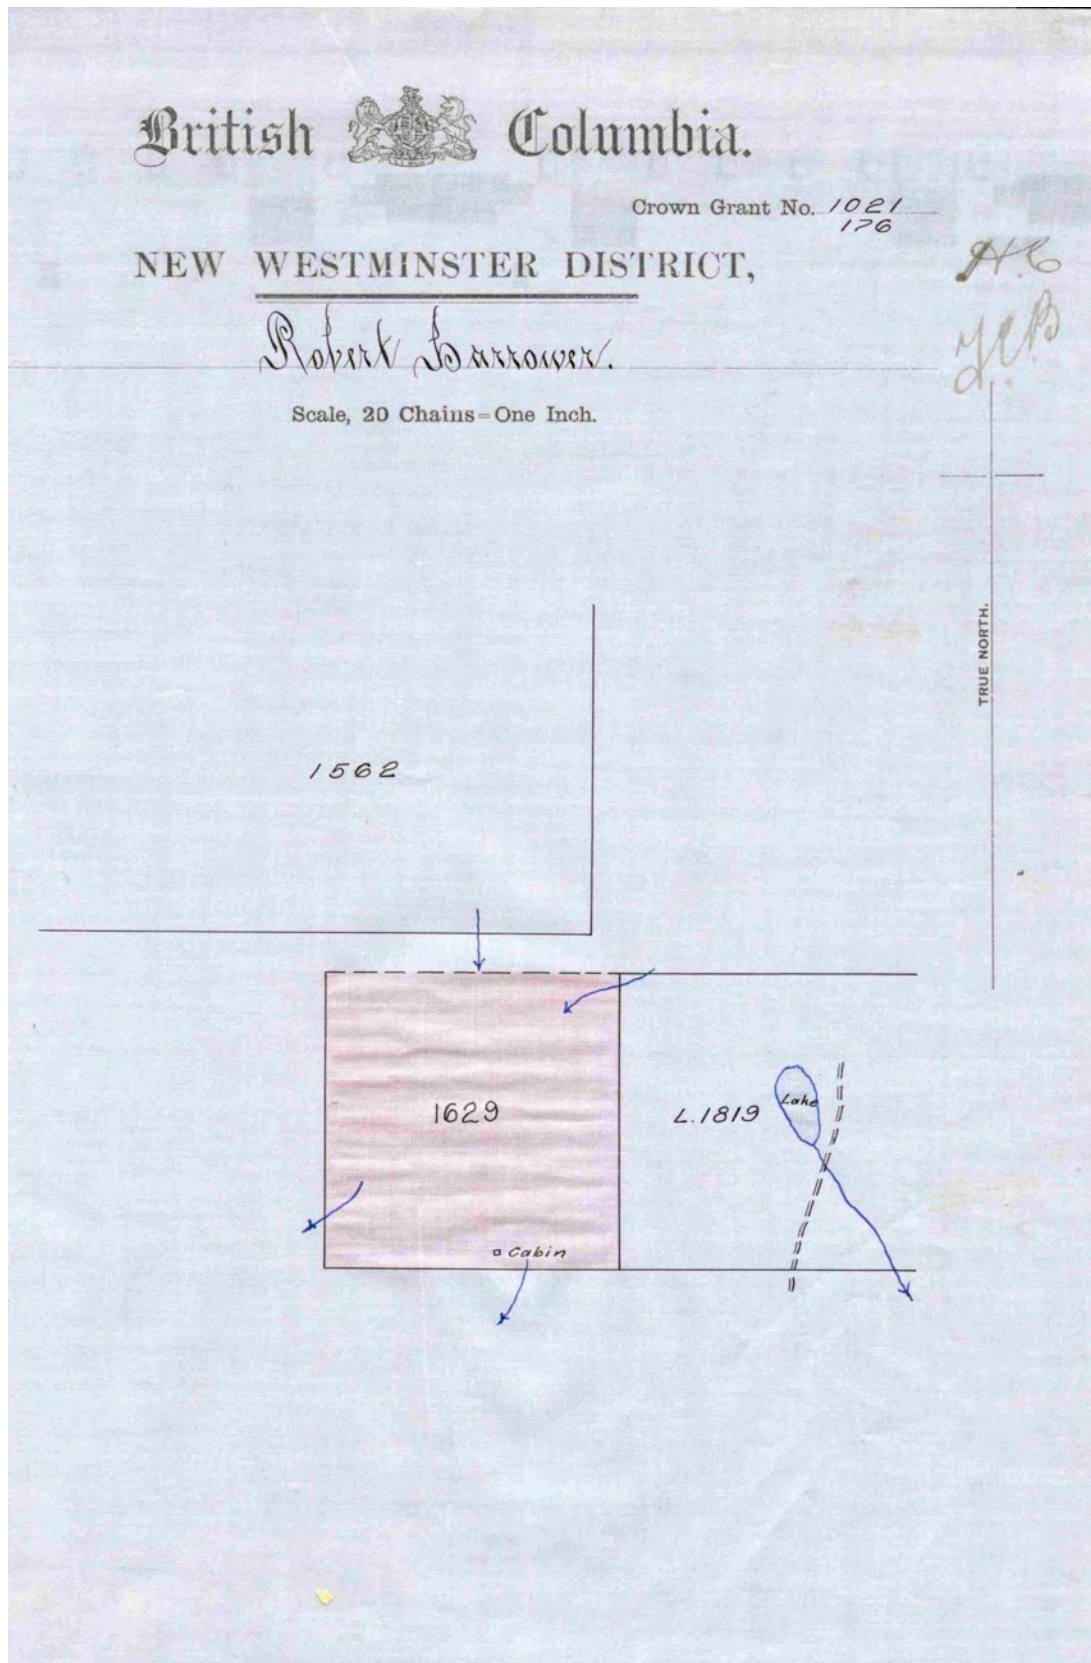 British Columbia.
Crown Grant No. 1021
176
NEW WESTMINSTER DISTRICT,
H.C
Robert
Scale, 20 Chains = One Inch.
TRUE NORTH.
1562
1629
L. 1819
Lake
Cabin